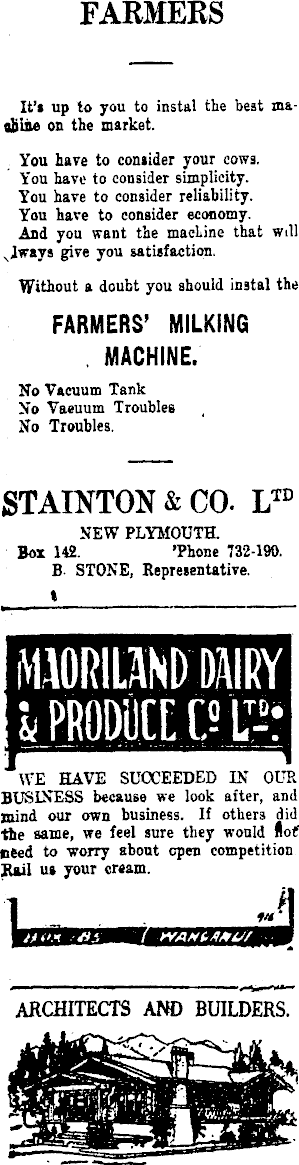 FARMERS
It's up to you to instal the best ma-
chine on the market.
You have to consider your cows.
You have to consider simplicity.
You have to consider reliability.
You have to consider economy.
And you want the machine that will
always give you satisfaction.
Without a doubt you should instal the
FARMERS' MILKING
MACHINE.
No Vacuum Tank
No Vacuum Troubles
No Troubles.
STAINTON & CO. LTD
NEW PLYMOUTH.
Box 142. 'Phone 732-190.
B. STONE, Representative.
MAORILAND DAIRY
& PRODUCE CO LTD.
WE HAVE SUCCEEDED IN OUR
BUSINESS because we look after, and
mind our own business. If others did
the same, we feel sure they would not
need to worry about open competition
Rail us your cream.
BOX WANGANUI
ARCHITECTS AND BUILDERS.